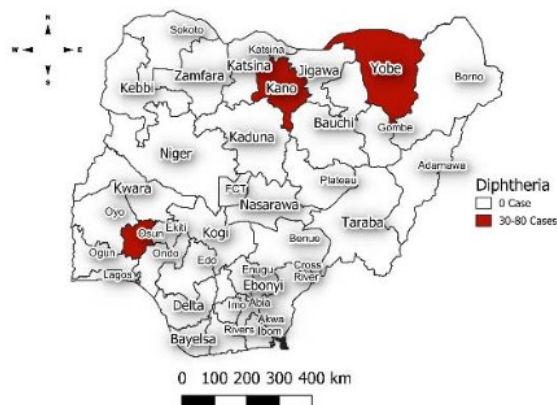 N
W E
S
Sokoto
Katsina
Zamfara
Katsina
Jigawa
Yobe
Kebbi
Kano
Borno
Kaduna
Bauchi
Gombe
Niger
Adamawa
Plateau
FCT
Kwara
Nasarawa
Oyo
Taraba
Osun
Ekiti
Kogi
Benue
Ogun
Ondo
Edo
Cross
River
Enugu
Lagos
Ebonyi
Delta
Imo
Abia
Akwa
Ibom
Rivers
Bayelsa
Diphtheria
0 Case
30-80 Cases
0 100 200 300 400 km